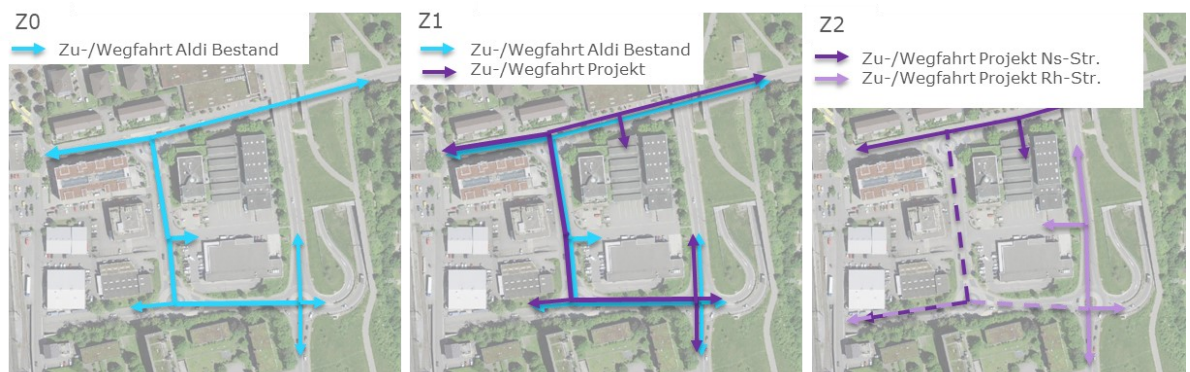 Z0
Zu-/Wegfahrt Aldi Bestand
Z1
Zu-/Wegfahrt Aldi Bestand
Zu-/Wegfahrt Projekt
Z2
Zu-/Wegfahrt Projekt Ns-Str.
Zu-/Wegfahrt Projekt Rh-Str.